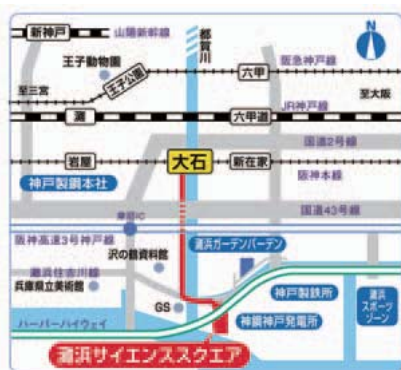 新神戸
山陽新幹線
都賀川
N
王子動物園
王子公園
六甲
阪急神戸線
至三宮
至大阪
灘
六甲道
JR神戸線
国道2号線
岩屋
大石
新在家
阪神本線
神戸製鋼本社
国道43号線
阪神高速3号神戸線
沢の鶴資料館
灘浜ガーデンバーデン
灘浜住吉川線
兵庫県立美術館
神戸製鉄所
灘浜
スポーツ
ゾーン
GS
ハーバーハイウェイ
神鋼神戸発電所
灘浜サイエンススクエア